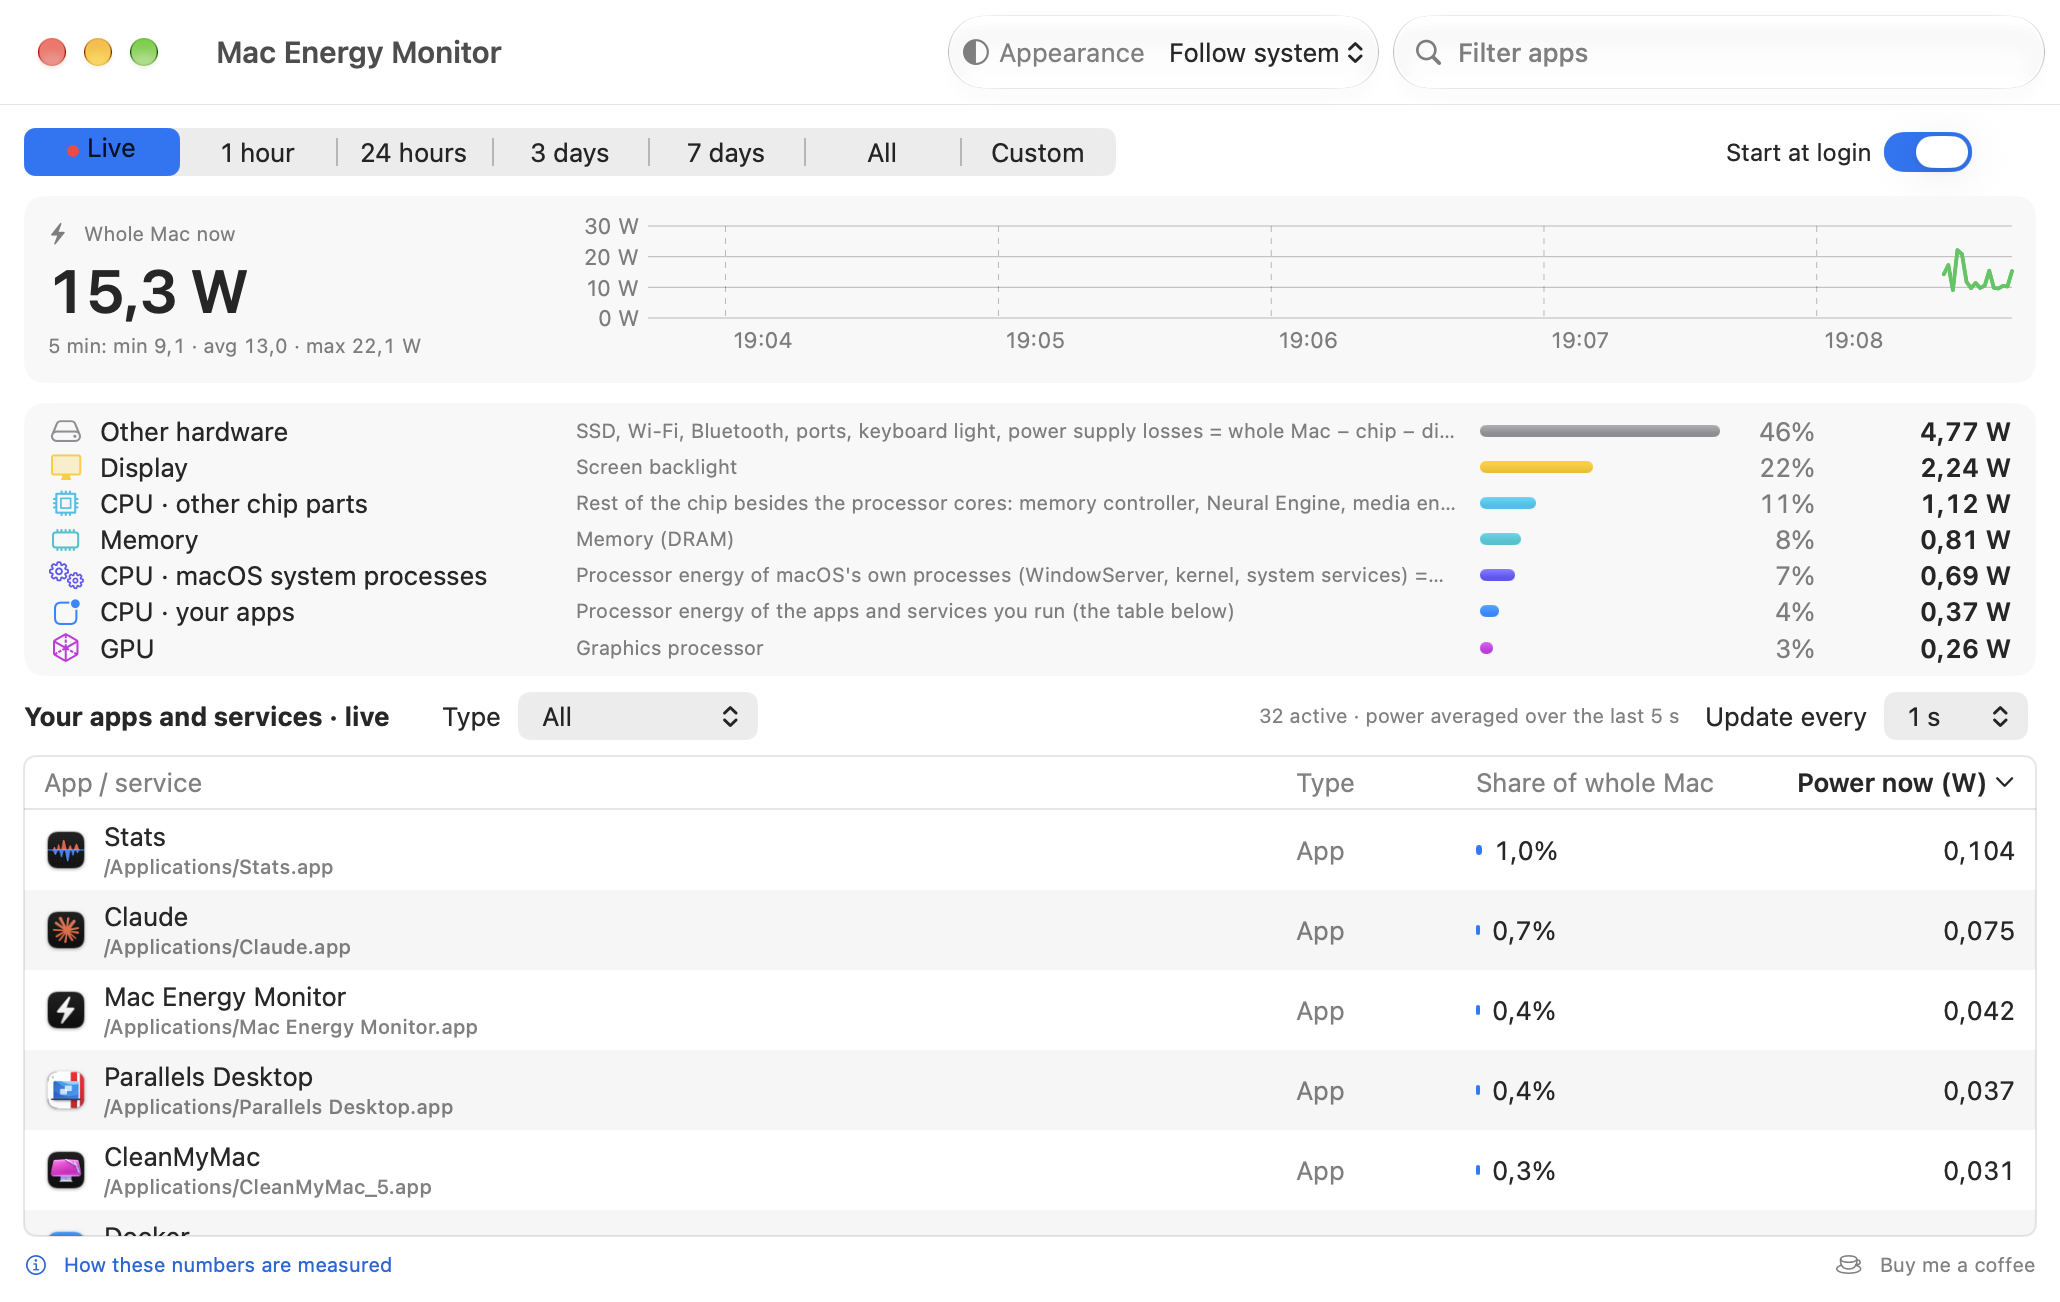 Mac Energy Monitor
Appearance Follow system
Filter apps
Live 1 hour 24 hours 3 days 7 days All Custom
Start at login
Whole Mac now
15,3 W
5 min: min 9,1 · avg 13,0 · max 22,1 W
30 W
20 W
10 W
0 W
19:04 19:05 19:06 19:07 19:08
Other hardware SSD, Wi-Fi, Bluetooth, ports, keyboard light, power supply losses = whole Mac – chip – di... 46% 4,77 W
Display Screen backlight 22% 2,24 W
CPU · other chip parts Rest of the chip besides the processor cores: memory controller, Neural Engine, media en... 11% 1,12 W
Memory Memory (DRAM) 8% 0,81 W
CPU · macOS system processes Processor energy of macOS's own processes (WindowServer, kernel, system services) =... 7% 0,69 W
CPU · your apps Processor energy of the apps and services you run (the table below) 4% 0,37 W
GPU Graphics processor 3% 0,26 W
Your apps and services · live Type All 32 active · power averaged over the last 5 s Update every 1 s
App / service Type Share of whole Mac Power now (W)
Stats
/Applications/Stats.app
App 1,0% 0,104
Claude
/Applications/Claude.app
App 0,7% 0,075
Mac Energy Monitor
/Applications/Mac Energy Monitor.app
App 0,4% 0,042
Parallels Desktop
/Applications/Parallels Desktop.app
App 0,4% 0,037
CleanMyMac
/Applications/CleanMyMac_5.app
App 0,3% 0,031
Docker
How these numbers are measured
Buy me a coffee